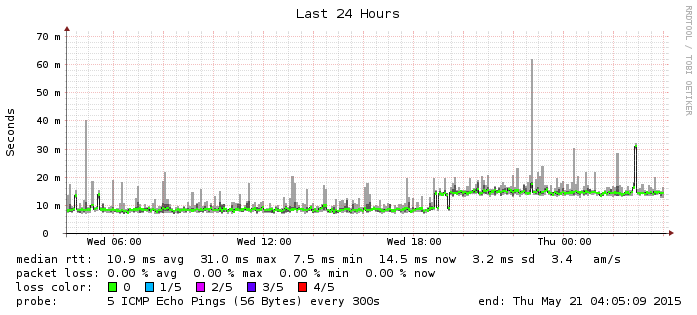 Last 24 Hours
RRDTOOL / TOBI OETIKER
Seconds
70 m
60 m
50 m
40 m
30 m
20 m
10 m
0
Wed 06:00 Wed 12:00 Wed 18:00 Thu 00:00
median rtt: 10.9 ms avg 31.0 ms max 7.5 ms min 14.5 ms now 3.2 ms sd 3.4 am/s
packet loss: 0.00 % avg 0.00 % max 0.00 % min 0.00 % now
loss color: 0 1/5 2/5 3/5 4/5
probe: 5 ICMP Echo Pings (56 Bytes) every 300s end: Thu May 21 04:05:09 2015